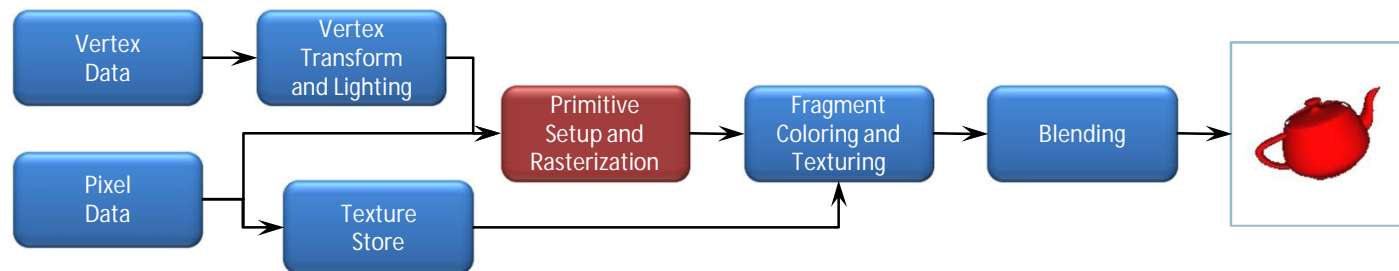 Vertex
Data
Vertex
Transform
and Lighting
Primitive
Setup and
Rasterization
Fragment
Coloring and
Texturing
Blending
Pixel
Data
Texture
Store